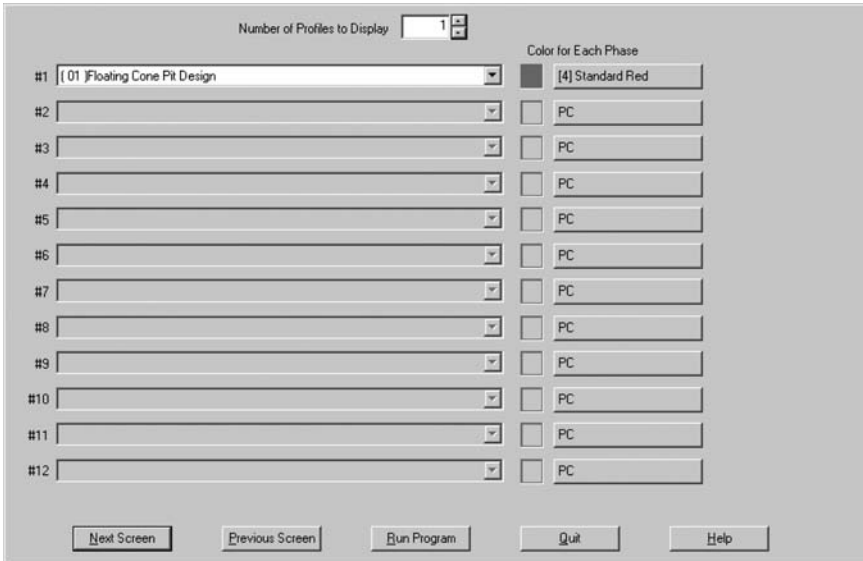 Number of Profiles to Display 1
Color for Each Phase
#1 ( 01 )Floating Cone Pit Design [4] Standard Red
#2 PC
#3 PC
#4 PC
#5 PC
#6 PC
#7 PC
#8 PC
#9 PC
#10 PC
#11 PC
#12 PC
Next Screen Previous Screen Run Program Quit Help